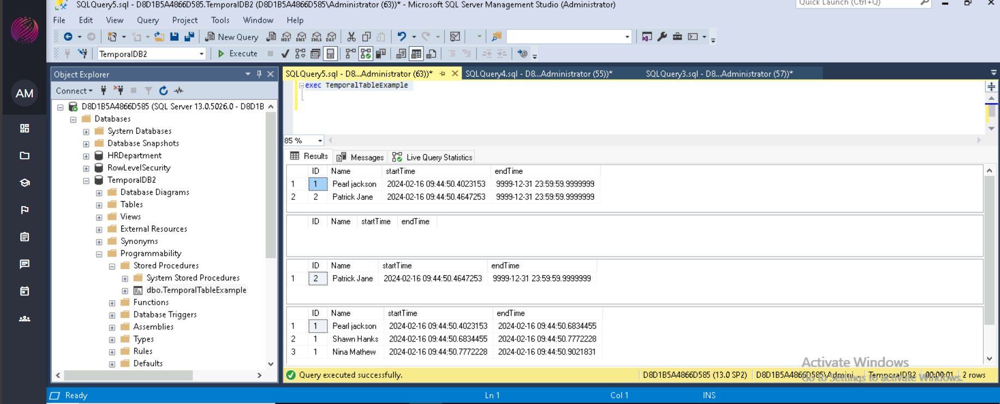 SQLQuery5.sql - D8D1B5A4866D585.TemporalDB2 (D8D1B5A4866D585\Administrator (63))* - Microsoft SQL Server Management Studio (Administrator)
Quick Launch (Ctrl+Q)
File Edit View Query Project Tools Window Help
New Query MDX DMX XMLA DAX
TemporalDB2 Execute
AM
Object Explorer
Connect
D8D1B5A4866D585 (SQL Server 13.0.5026.0 - D8D1B
Databases
System Databases
Database Snapshots
HRDepartment
RowLevelSecurity
TemporalDB2
Database Diagrams
Tables
Views
External Resources
Synonyms
Programmability
Stored Procedures
System Stored Procedures
dbo.TemporalTableExample
Functions
Database Triggers
Assemblies
Types
Rules
Defaults
SQLQuery5.sql - D8...Administrator (63))* SQLQuery4.sql - D8...Administrator (55))* SQLQuery3.sql - D8...Administrator (57))*
exec TemporalTableExample
85 %
Results Messages Live Query Statistics
ID Name startTime endTime
1 1 Pearl jackson 2024-02-16 09:44:50.4023153 9999-12-31 23:59:59.9999999
2 2 Patrick Jane 2024-02-16 09:44:50.4647253 9999-12-31 23:59:59.9999999
ID Name startTime endTime
ID Name startTime endTime
1 2 Patrick Jane 2024-02-16 09:44:50.4647253 9999-12-31 23:59:59.9999999
ID Name startTime endTime
1 1 Pearl jackson 2024-02-16 09:44:50.4023153 2024-02-16 09:44:50.6834455
2 1 Shawn Hanks 2024-02-16 09:44:50.6834455 2024-02-16 09:44:50.7772228
3 1 Nina Mathew 2024-02-16 09:44:50.7772228 2024-02-16 09:44:50.9021831
Activate Windows
Go to Settings to activate Windows.
Query executed successfully. D8D1B5A4866D585 (13.0 SP2) D8D1B5A4866D585\Admini... TemporalDB2 00:00:01 2 rows
Ready Ln 1 Col 1 INS